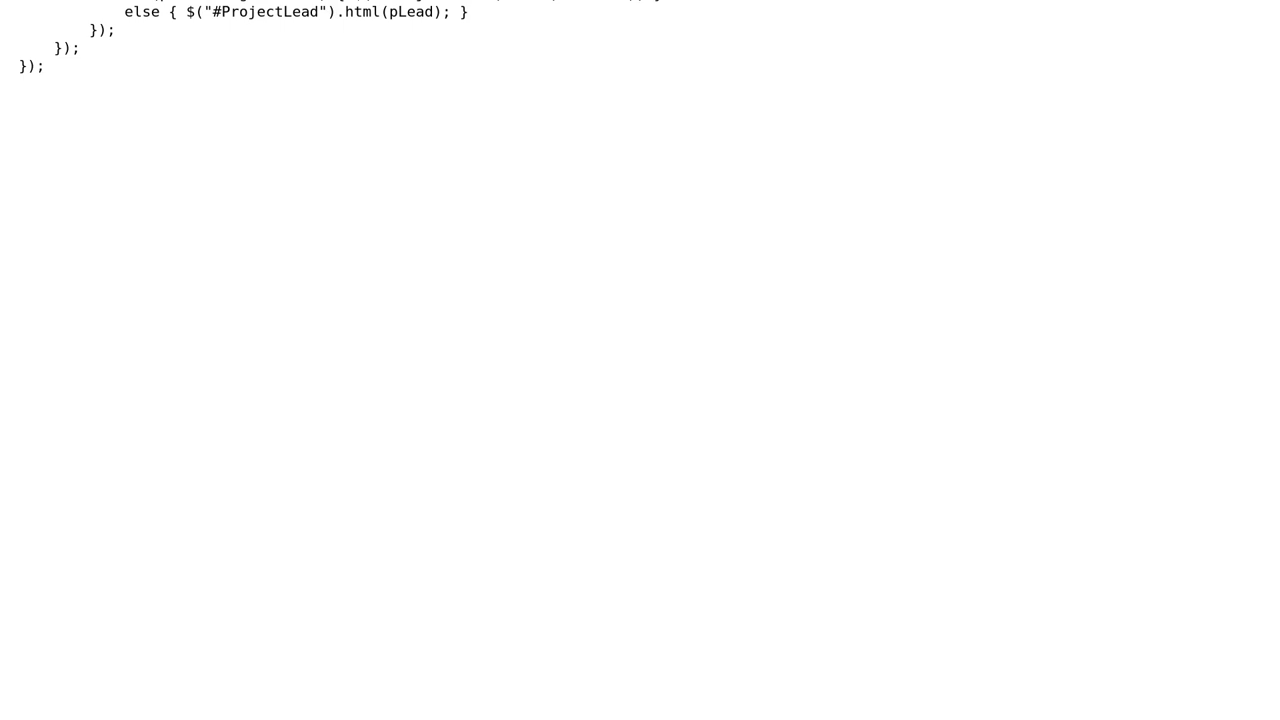 else { $("#ProjectLead").html(pLead); }
        });
    });
});